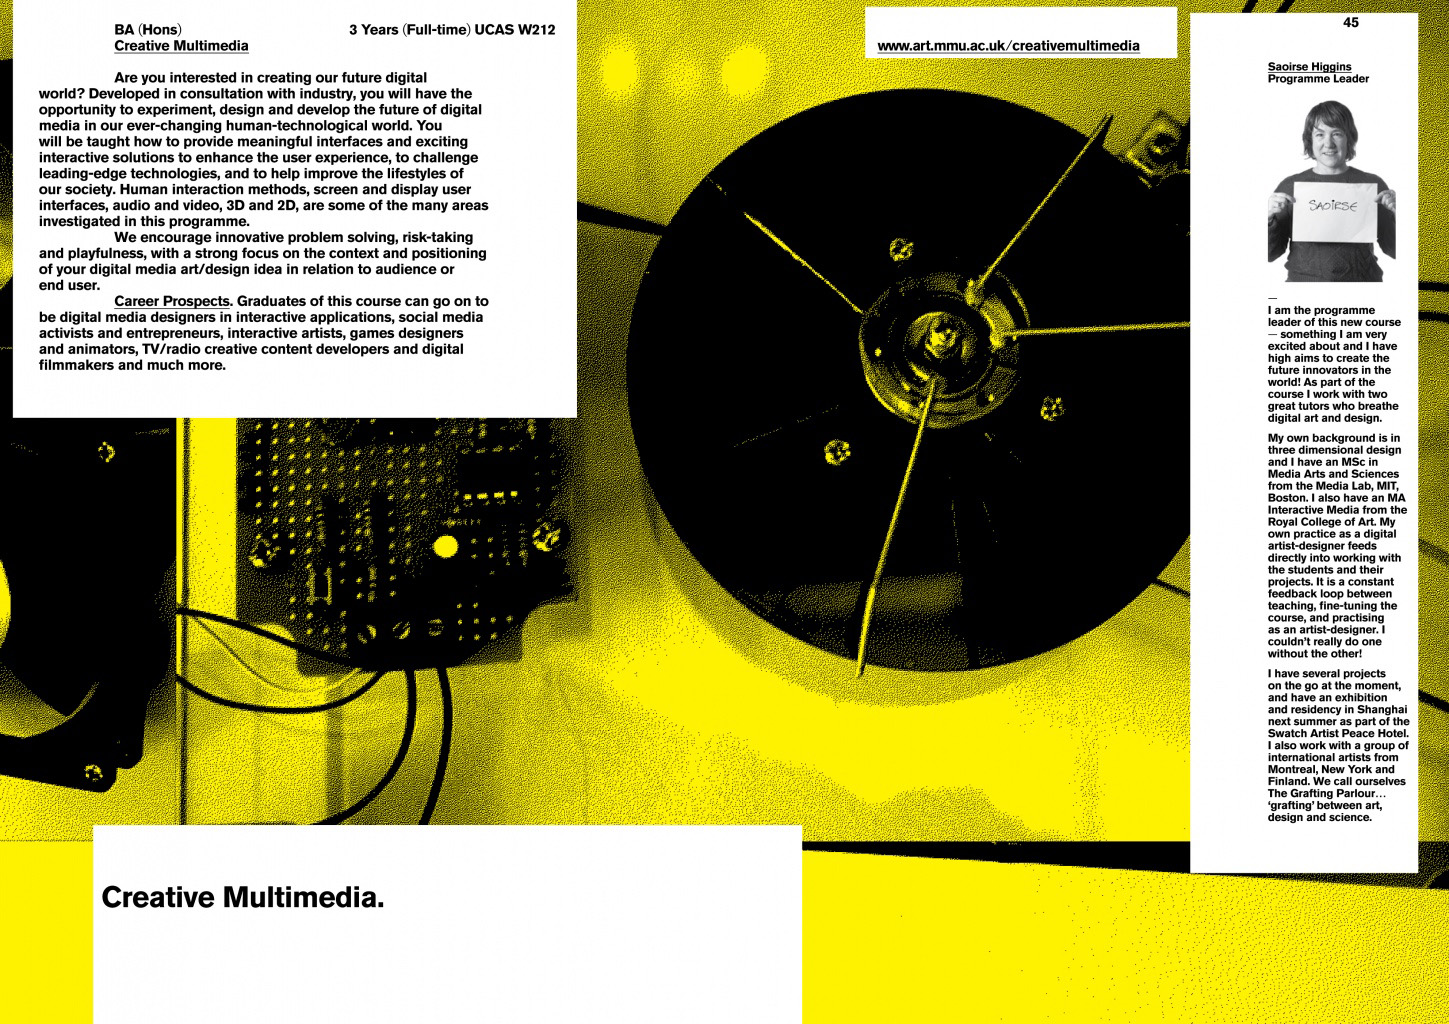 BA (Hons)
Creative Multimedia
3 Years (Full-time) UCAS W212
Are you interested in creating our future digital
world? Developed in consultation with industry, you will have the
opportunity to experiment, design and develop the future of digital
media in our ever-changing human-technological world. You
will be taught how to provide meaningful interfaces and exciting
interactive solutions to enhance the user experience, to challenge
leading-edge technologies, and to help improve the lifestyles of
our society. Human interaction methods, screen and display user
interfaces, audio and video, 3D and 2D, are some of the many areas
investigated in this programme.
We encourage innovative problem solving, risk-taking
and playfulness, with a strong focus on the context and positioning
of your digital media art/design idea in relation to audience or
end user.
Career Prospects. Graduates of this course can go on to
be digital media designers in interactive applications, social media
activists and entrepreneurs, interactive artists, games designers
and animators, TV/radio creative content developers and digital
filmmakers and much more.
www.art.mmu.ac.uk/creativemultimedia
45
Saoirse Higgins
Programme Leader
SAOIRSE
—
I am the programme
leader of this new course
— something I am very
excited about and I have
high aims to create the
future innovators in the
world! As part of the
course I work with two
great tutors who breathe
digital art and design.
My own background is in
three dimensional design
and I have an MSc in
Media Arts and Sciences
from the Media Lab, MIT,
Boston. I also have an MA
Interactive Media from the
Royal College of Art. My
own practice as a digital
artist-designer feeds
directly into working with
the students and their
projects. It is a constant
feedback loop between
teaching, fine-tuning the
course, and practising
as an artist-designer. I
couldn't really do one
without the other!
I have several projects
on the go at the moment,
and have an exhibition
and residency in Shanghai
next summer as part of the
Swatch Artist Peace Hotel.
I also work with a group of
international artists from
Montreal, New York and
Finland. We call ourselves
The Grafting Parlour…
‘grafting’ between art,
design and science.
Creative Multimedia.